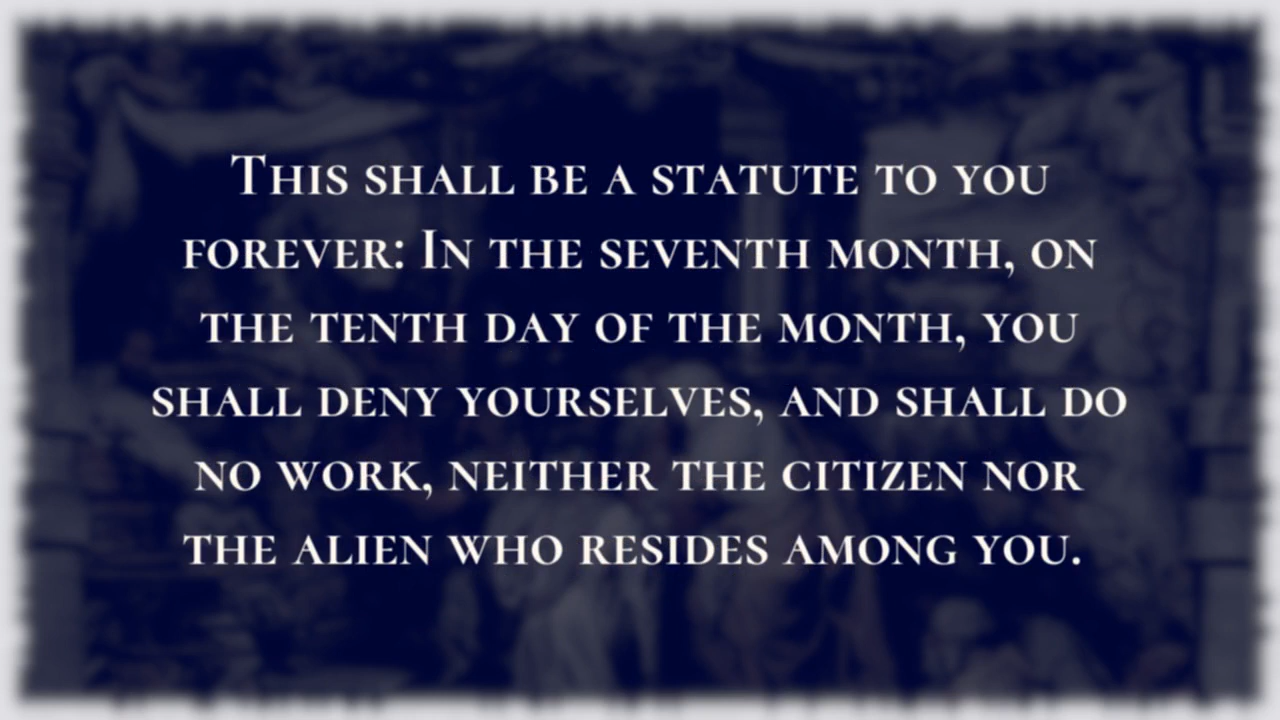 This shall be a statute to you
forever: In the seventh month, on
the tenth day of the month, you
shall deny yourselves, and shall do
no work, neither the citizen nor
the alien who resides among you.